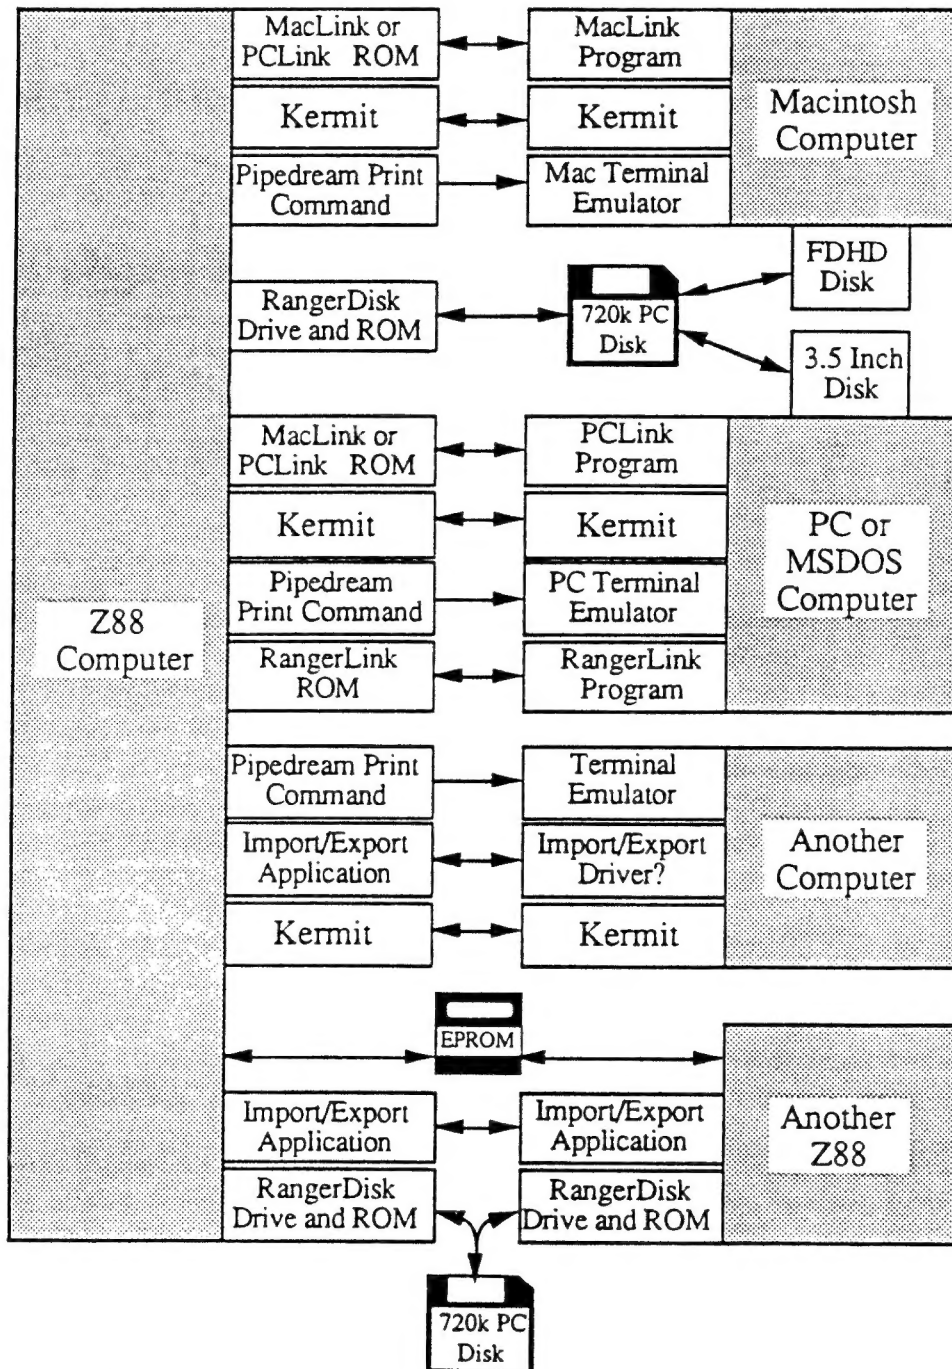 MacLink or
PCLink ROM
MacLink
Program
Macintosh
Computer
Kermit
Kermit
Pipedream Print
Command
Mac Terminal
Emulator
RangerDisk
Drive and ROM
720k PC
Disk
FDHD
Disk
3.5 Inch
Disk
MacLink or
PCLink ROM
PCLink
Program
Kermit
Kermit
PC or
MSDOS
Computer
Pipedream
Print Command
PC Terminal
Emulator
Z88
Computer
RangerLink
ROM
RangerLink
Program
Pipedream Print
Command
Terminal
Emulator
Import/Export
Application
Import/Export
Driver?
Another
Computer
Kermit
Kermit
EPROM
Import/Export
Application
Import/Export
Application
Another
Z88
RangerDisk
Drive and ROM
RangerDisk
Drive and ROM
720k PC
Disk